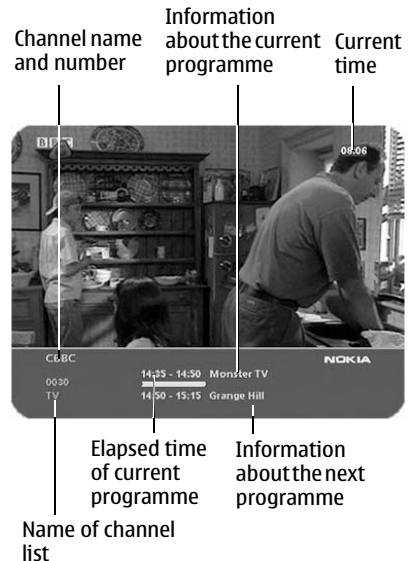 Information
about the current
programme
Channel name
and number
Current
time
BBC
08.06
CBBC
NOKIA
14:35 - 14:50 Monster TV
0030
TV
14:50 - 15:15 Grange Hill
Elapsed time
of current
programme
Information
about the next
programme
Name of channel
list